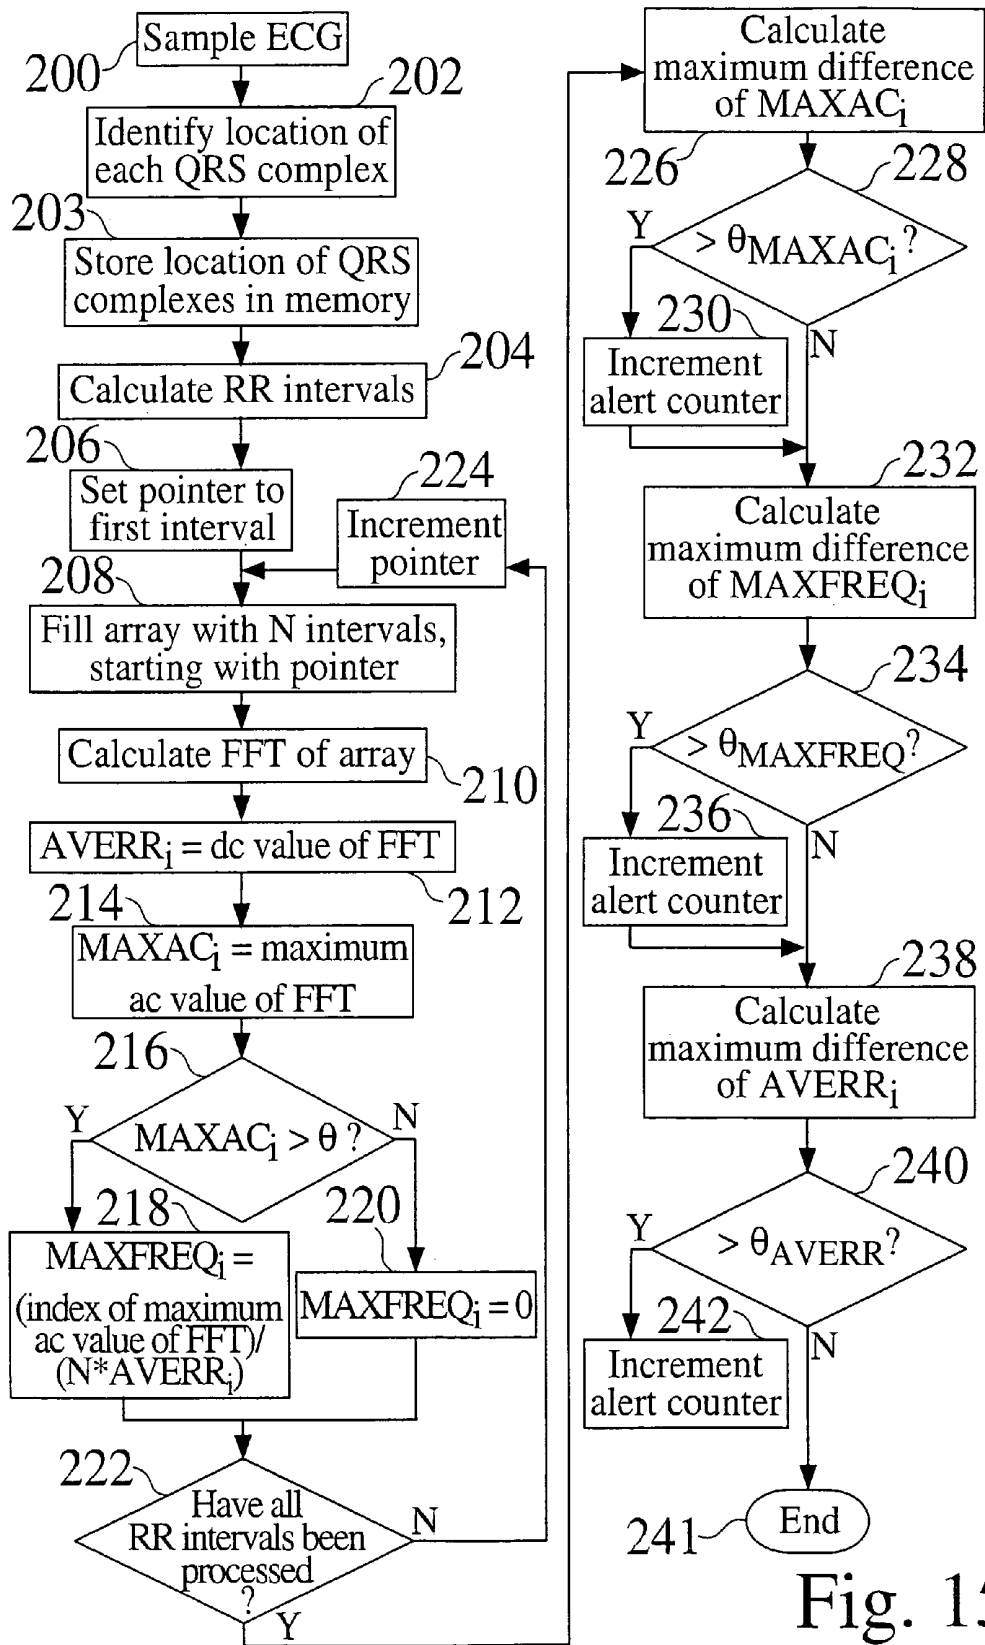 Sample ECG
200
202
Identify location of
each QRS complex
203
Store location of QRS
complexes in memory
204
Calculate RR intervals
206
Set pointer to
first interval
224
Increment
pointer
208
Fill array with N intervals,
starting with pointer
Calculate FFT of array
210
AVERRi = dc value of FFT
212
214
MAXACi = maximum
ac value of FFT
216
Y
N
MAXACi > θ ?
218
MAXFREQi =
(index of maximum
ac value of FFT)/
(N*AVERRi)
220
MAXFREQi = 0
222
Have all
RR intervals been
processed
?
N
Y
Calculate
maximum difference
of MAXACi
226
228
Y
> θMAXACi ?
N
230
Increment
alert counter
232
Calculate
maximum difference
of MAXFREQi
234
Y
> θMAXFREQ?
N
236
Increment
alert counter
238
Calculate
maximum difference
of AVERRi
240
Y
> θAVERR?
N
242
Increment
alert counter
241
End
Fig. 15